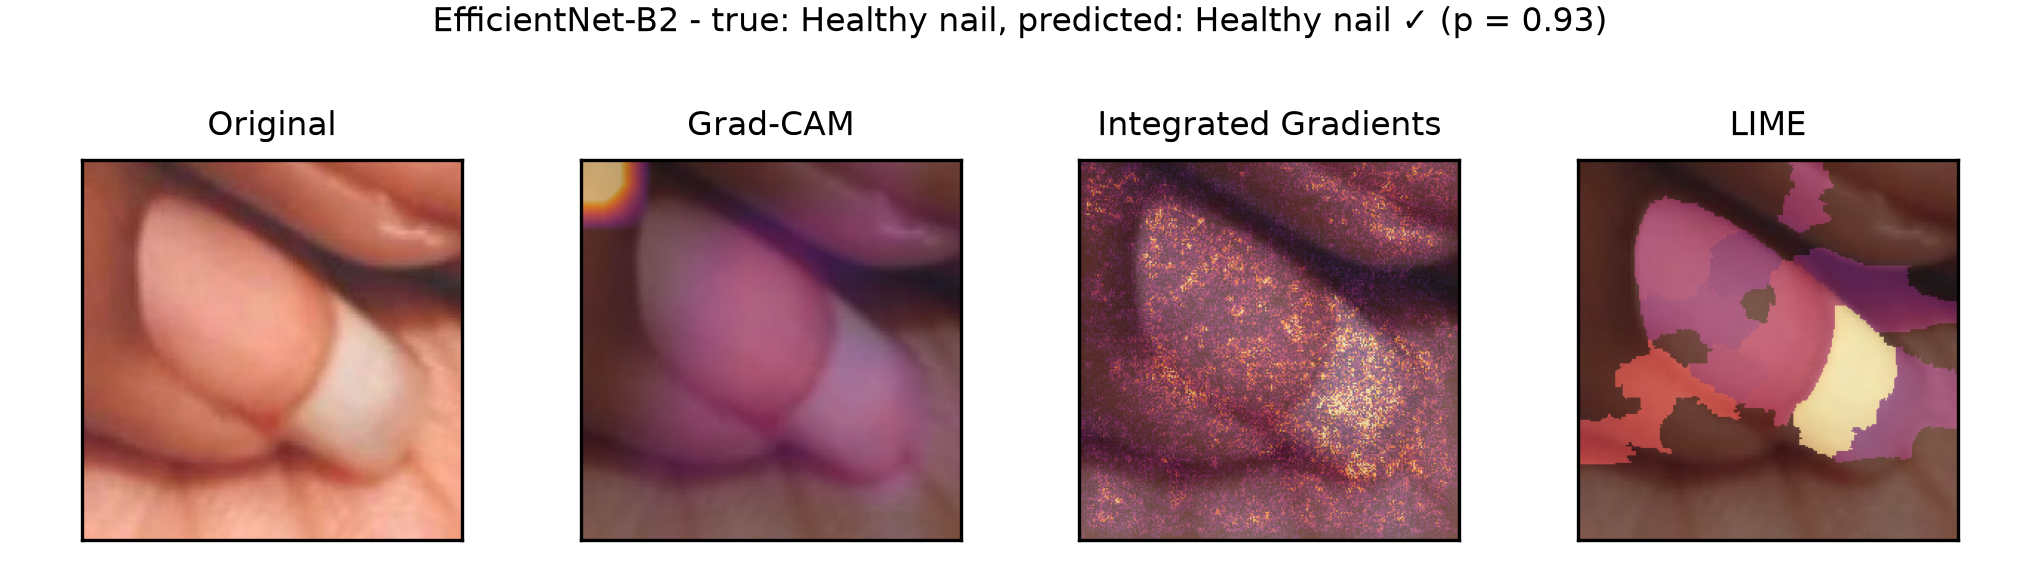 EfficientNet-B2 - true: Healthy nail, predicted: Healthy nail ✓ (p = 0.93)
Original
Grad-CAM
Integrated Gradients
LIME